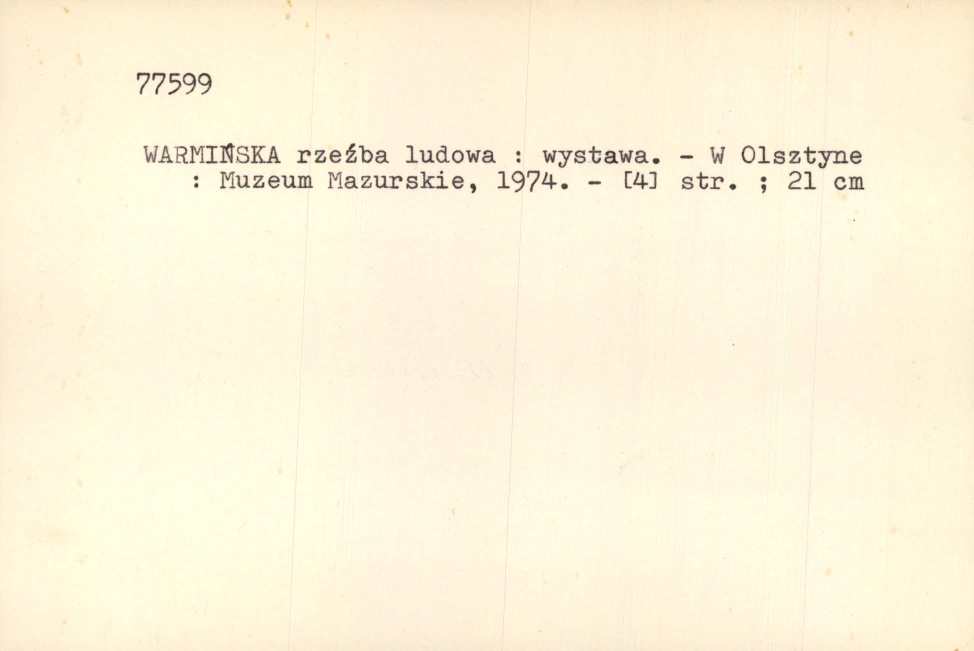 77599
WARMIŃSKA rzeźba ludowa : wystawa. - W Olsztyne
: Muzeum Mazurskie, 1974. - [4] str. ; 21 cm